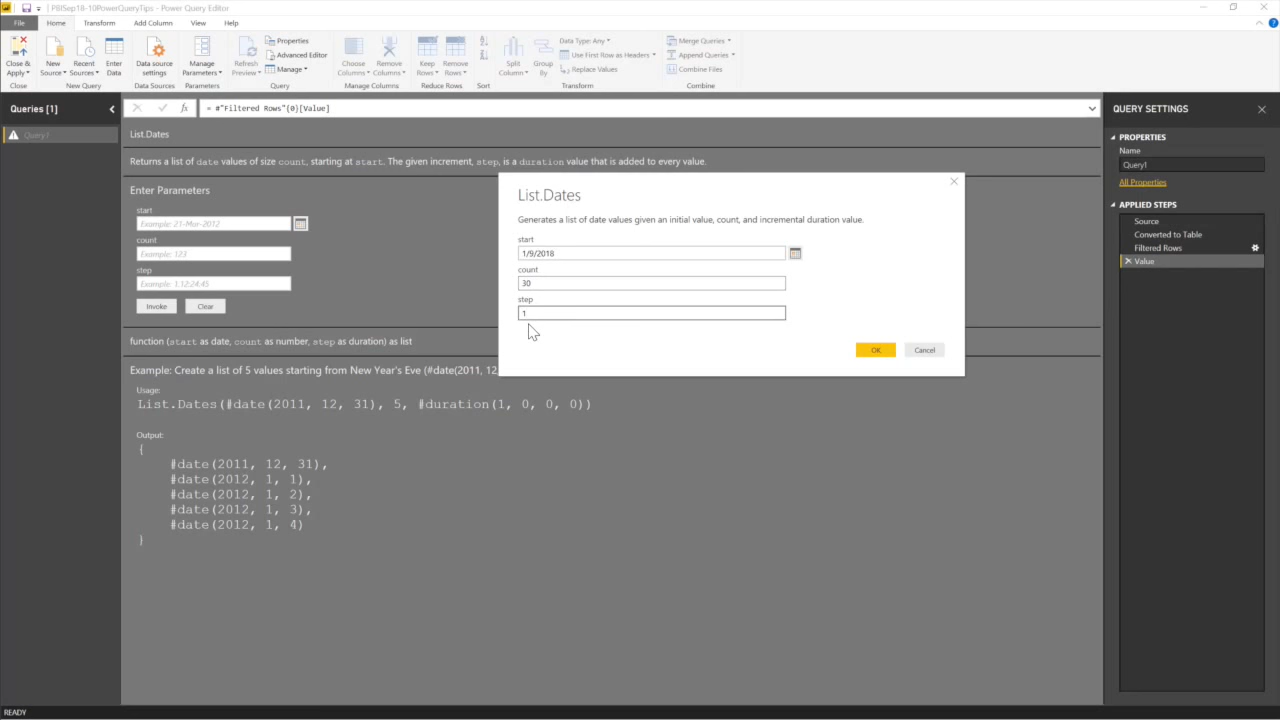 PBISep18-10PowerQueryTips - Power Query Editor
File Home Transform Add Column View Help
Close & Apply
New Source
Recent Sources
Enter Data
Data source settings
Manage Parameters
Refresh Preview
Properties
Advanced Editor
Manage
Choose Columns
Remove Columns
Keep Rows
Remove Rows
Split Column
Group By
Data Type: Any
Use First Row as Headers
Replace Values
Merge Queries
Append Queries
Combine Files
Close New Query Data Sources Parameters Query Manage Columns Reduce Rows Sort Transform Combine
Queries [1]
Query1
fx = #"Filtered Rows"{0}[Value]
List.Dates
Returns a list of date values of size count, starting at start. The given increment, step, is a duration value that is added to every value.
Enter Parameters
start
Example: 21-Mar-2012
count
Example: 123
step
Example: 1.12:24:45
Invoke Clear
function (start as date, count as number, step as duration) as list
Example: Create a list of 5 values starting from New Year's Eve (#date(2011, 12,
Usage:
List.Dates(#date(2011, 12, 31), 5, #duration(1, 0, 0, 0))
Output:
{
#date(2011, 12, 31),
#date(2012, 1, 1),
#date(2012, 1, 2),
#date(2012, 1, 3),
#date(2012, 1, 4)
}
List.Dates
Generates a list of date values given an initial value, count, and incremental duration value.
start
1/9/2018
count
30
step
1
OK Cancel
QUERY SETTINGS
PROPERTIES
Name
Query1
All Properties
APPLIED STEPS
Source
Converted to Table
Filtered Rows
Value
READY